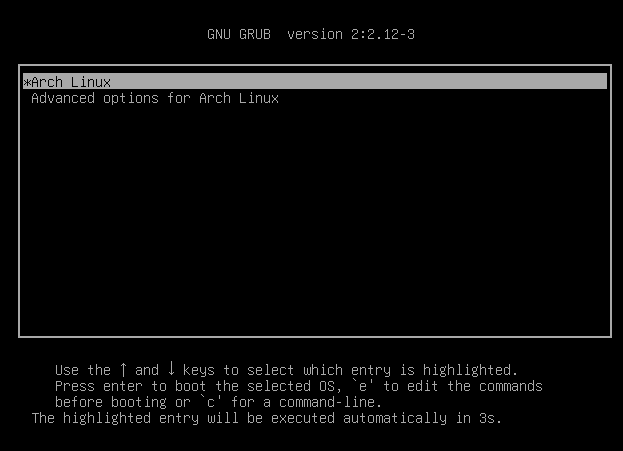 GNU GRUB  version 2:2.12-3
*Arch Linux
Advanced options for Arch Linux
Use the ↑ and ↓ keys to select which entry is highlighted.
Press enter to boot the selected OS, `e' to edit the commands
before booting or `c' for a command-line.
The highlighted entry will be executed automatically in 3s.